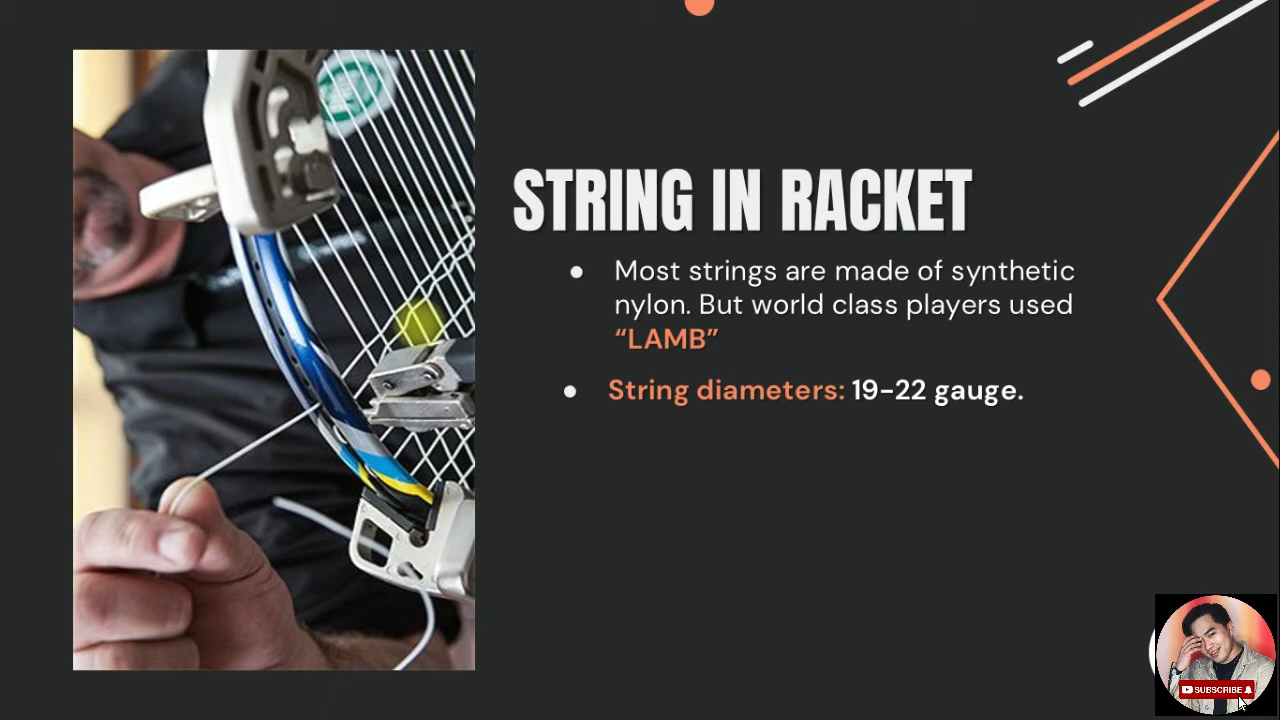 STRING IN RACKET
● Most strings are made of synthetic
nylon. But world class players used
“LAMB”
● String diameters: 19-22 gauge.
SUBSCRIBE